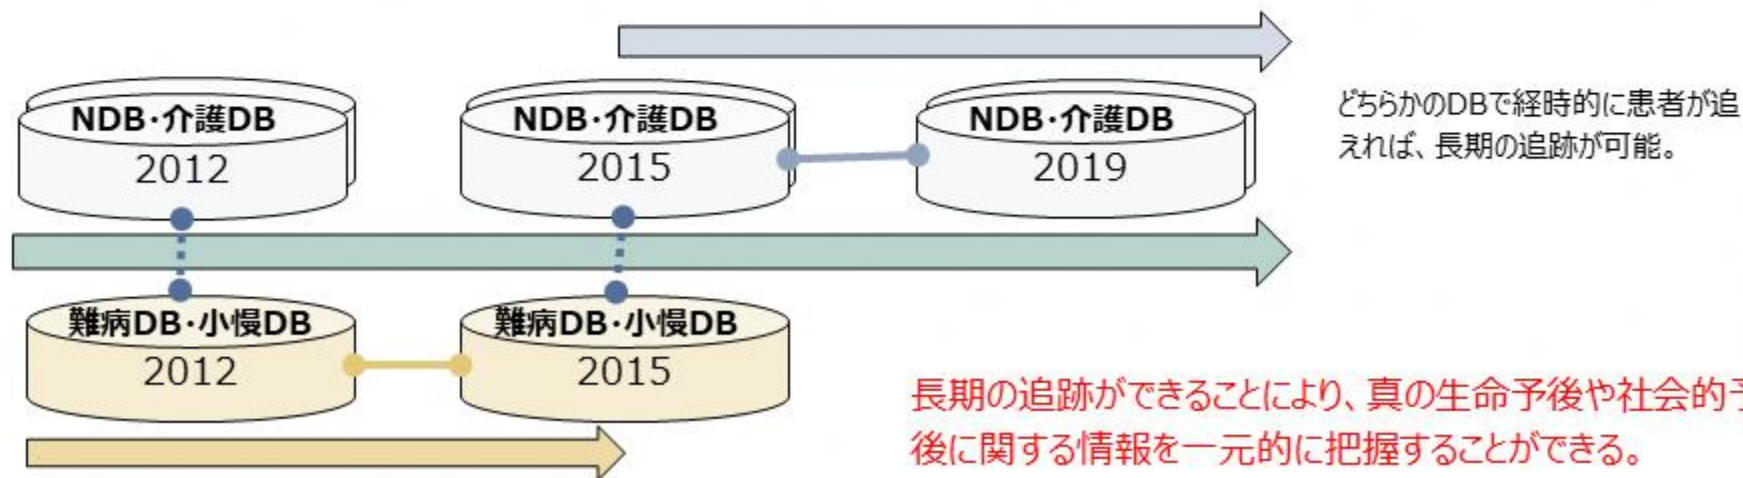 NDB・介護DB
2012
NDB・介護DB
2015
NDB・介護DB
2019
どちらかのDBで経時的に患者が追
えれば、長期の追跡が可能。
難病DB・小慢DB
2012
難病DB・小慢DB
2015
長期の追跡ができることにより、真の生命予後や社会的予
後に関する情報を一元的に把握することができる。